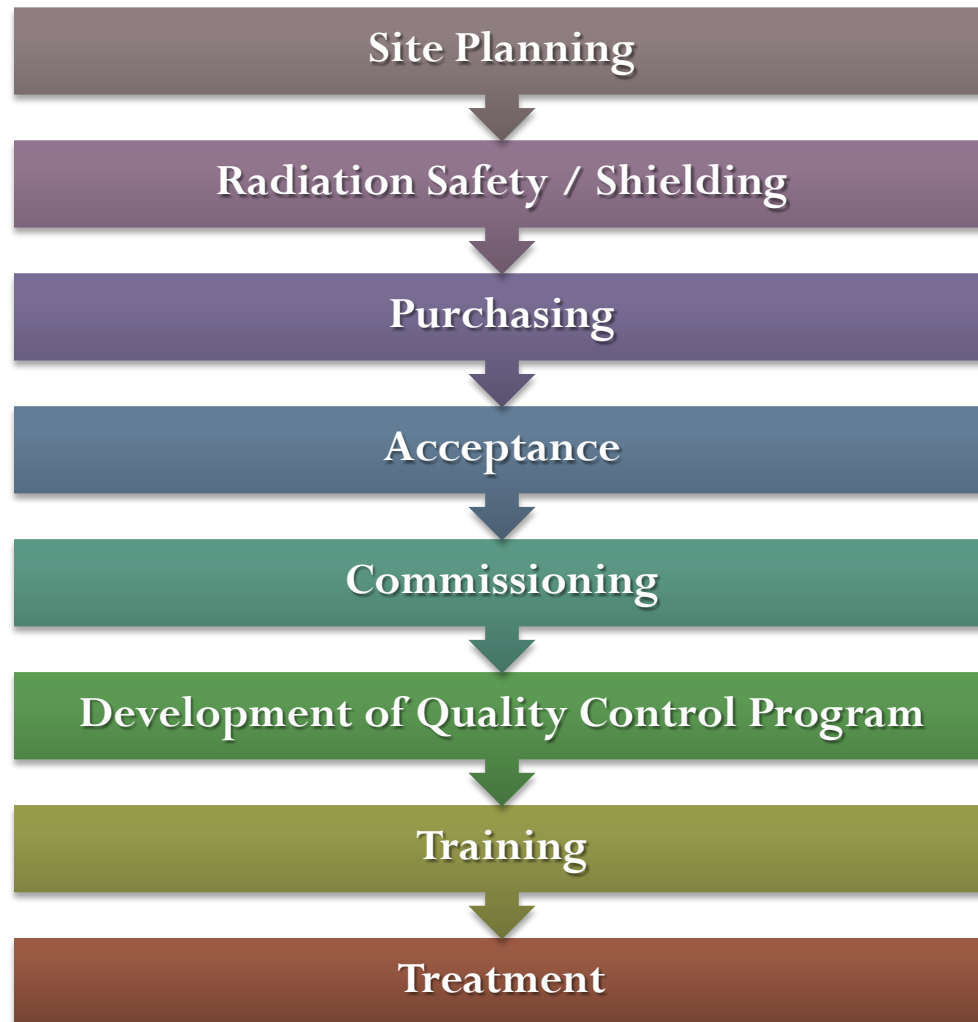 Site Planning
Radiation Safety / Shielding
Purchasing
Acceptance
Commissioning
Development of Quality Control Program
Training
Treatment